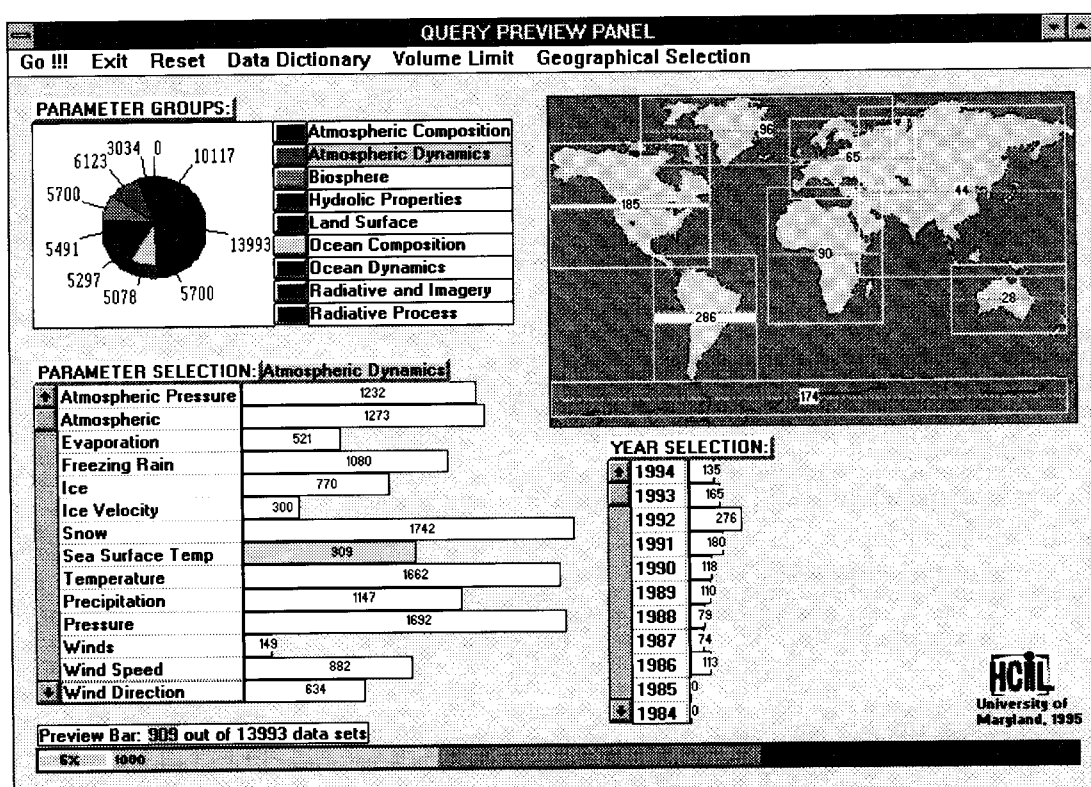 QUERY PREVIEW PANEL
Go !!! Exit Reset Data Dictionary Volume Limit Geographical Selection
PARAMETER GROUPS:
0
3034
10117
6123
5700
5491
13993
5297
5078
5700
Atmospheric Composition
Atmospheric Dynamics
Biosphere
Hydrolic Properties
Land Surface
Ocean Composition
Ocean Dynamics
Radiative and Imagery
Radiative Process
96
65
185
44
90
286
28
174
PARAMETER SELECTION: Atmospheric Dynamics
Atmospheric Pressure 1232
Atmospheric 1273
Evaporation 521
Freezing Rain 1080
Ice 770
Ice Velocity 300
Snow 1742
Sea Surface Temp 909
Temperature 1662
Precipitation 1147
Pressure 1692
Winds 149
Wind Speed 882
Wind Direction 634
YEAR SELECTION:
1994 135
1993 165
1992 276
1991 180
1990 118
1989 110
1988 79
1987 74
1986 113
1985 0
1984 0
HCIL
University of
Maryland, 1995
Preview Bar: 909 out of 13993 data sets
6% 1000